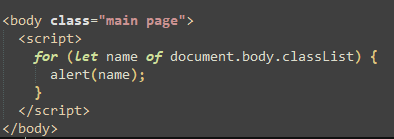 <body class="main page">
  <script>
    for (let name of document.body.classList) {
      alert(name);
    }
  </script>
</body>